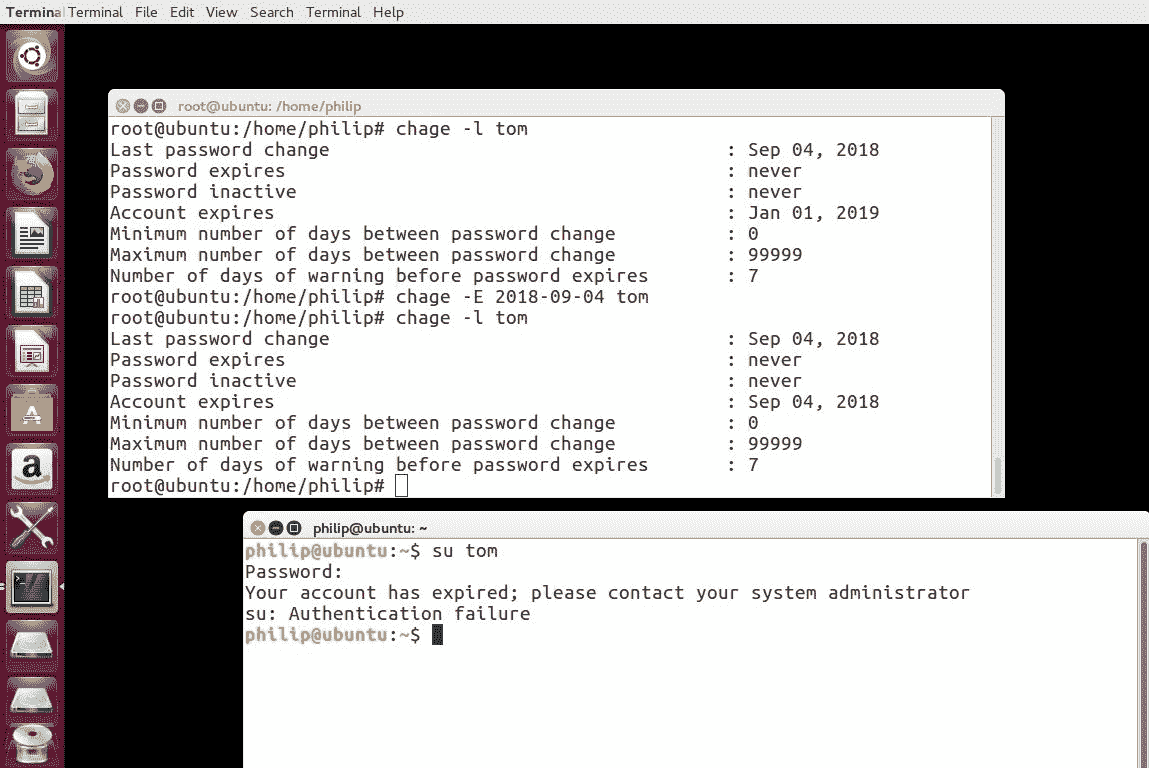 Terminal Terminal File Edit View Search Terminal Help
root@ubuntu: /home/philip
root@ubuntu:/home/philip# chage -l tom
Last password change : Sep 04, 2018
Password expires : never
Password inactive : never
Account expires : Jan 01, 2019
Minimum number of days between password change : 0
Maximum number of days between password change : 99999
Number of days of warning before password expires : 7
root@ubuntu:/home/philip# chage -E 2018-09-04 tom
root@ubuntu:/home/philip# chage -l tom
Last password change : Sep 04, 2018
Password expires : never
Password inactive : never
Account expires : Sep 04, 2018
Minimum number of days between password change : 0
Maximum number of days between password change : 99999
Number of days of warning before password expires : 7
root@ubuntu:/home/philip#
philip@ubuntu: ~
philip@ubuntu:~$ su tom
Password:
Your account has expired; please contact your system administrator
su: Authentication failure
philip@ubuntu:~$